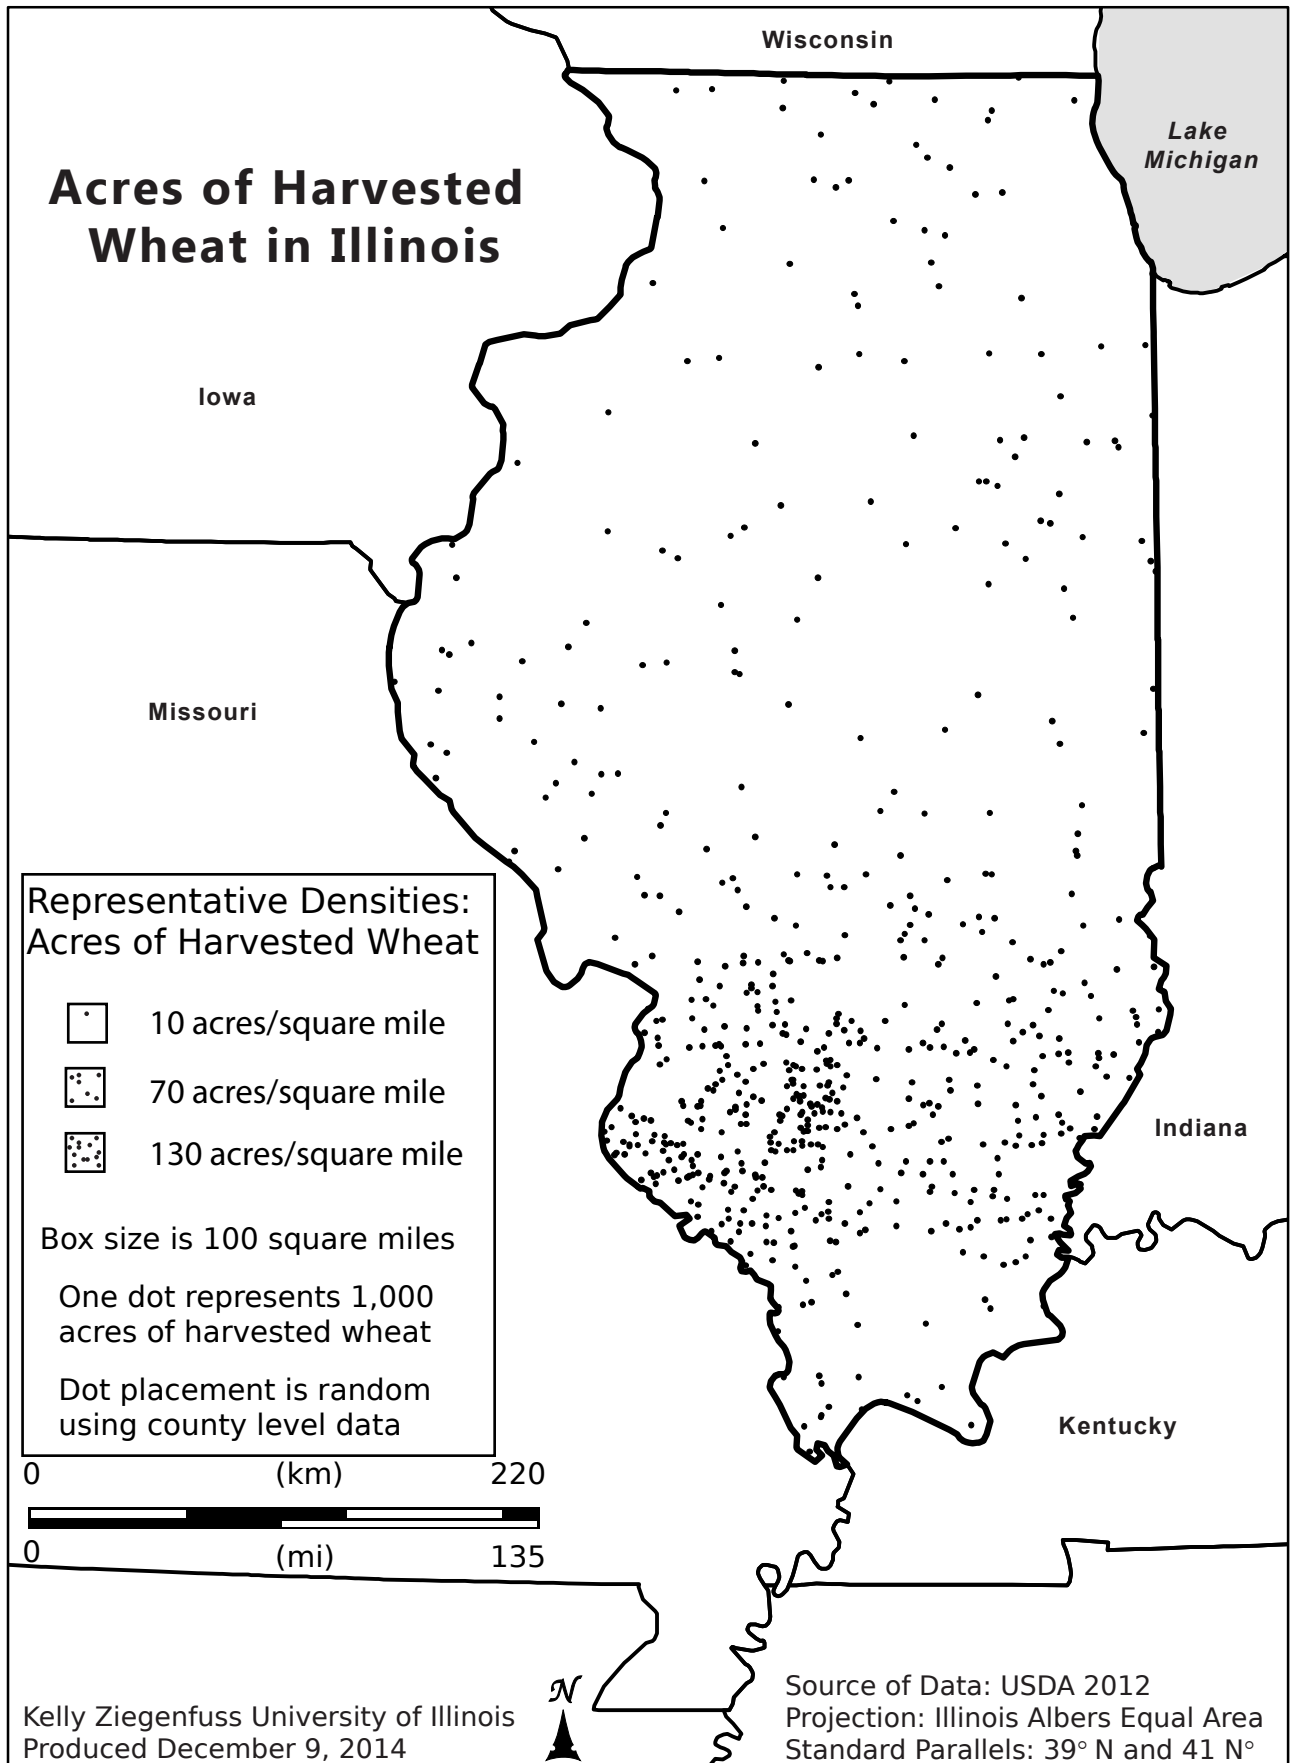 Wisconsin
Lake
Michigan
Acres of Harvested
Wheat in Illinois
Iowa
Missouri
Representative Densities:
Acres of Harvested Wheat
10 acres/square mile
70 acres/square mile
130 acres/square mile
Box size is 100 square miles
One dot represents 1,000
acres of harvested wheat
Dot placement is random
using county level data
Indiana
Kentucky
0 (km) 220
0 (mi) 135
N
Kelly Ziegenfuss University of Illinois
Produced December 9, 2014
Source of Data: USDA 2012
Projection: Illinois Albers Equal Area
Standard Parallels: 39° N and 41 N°